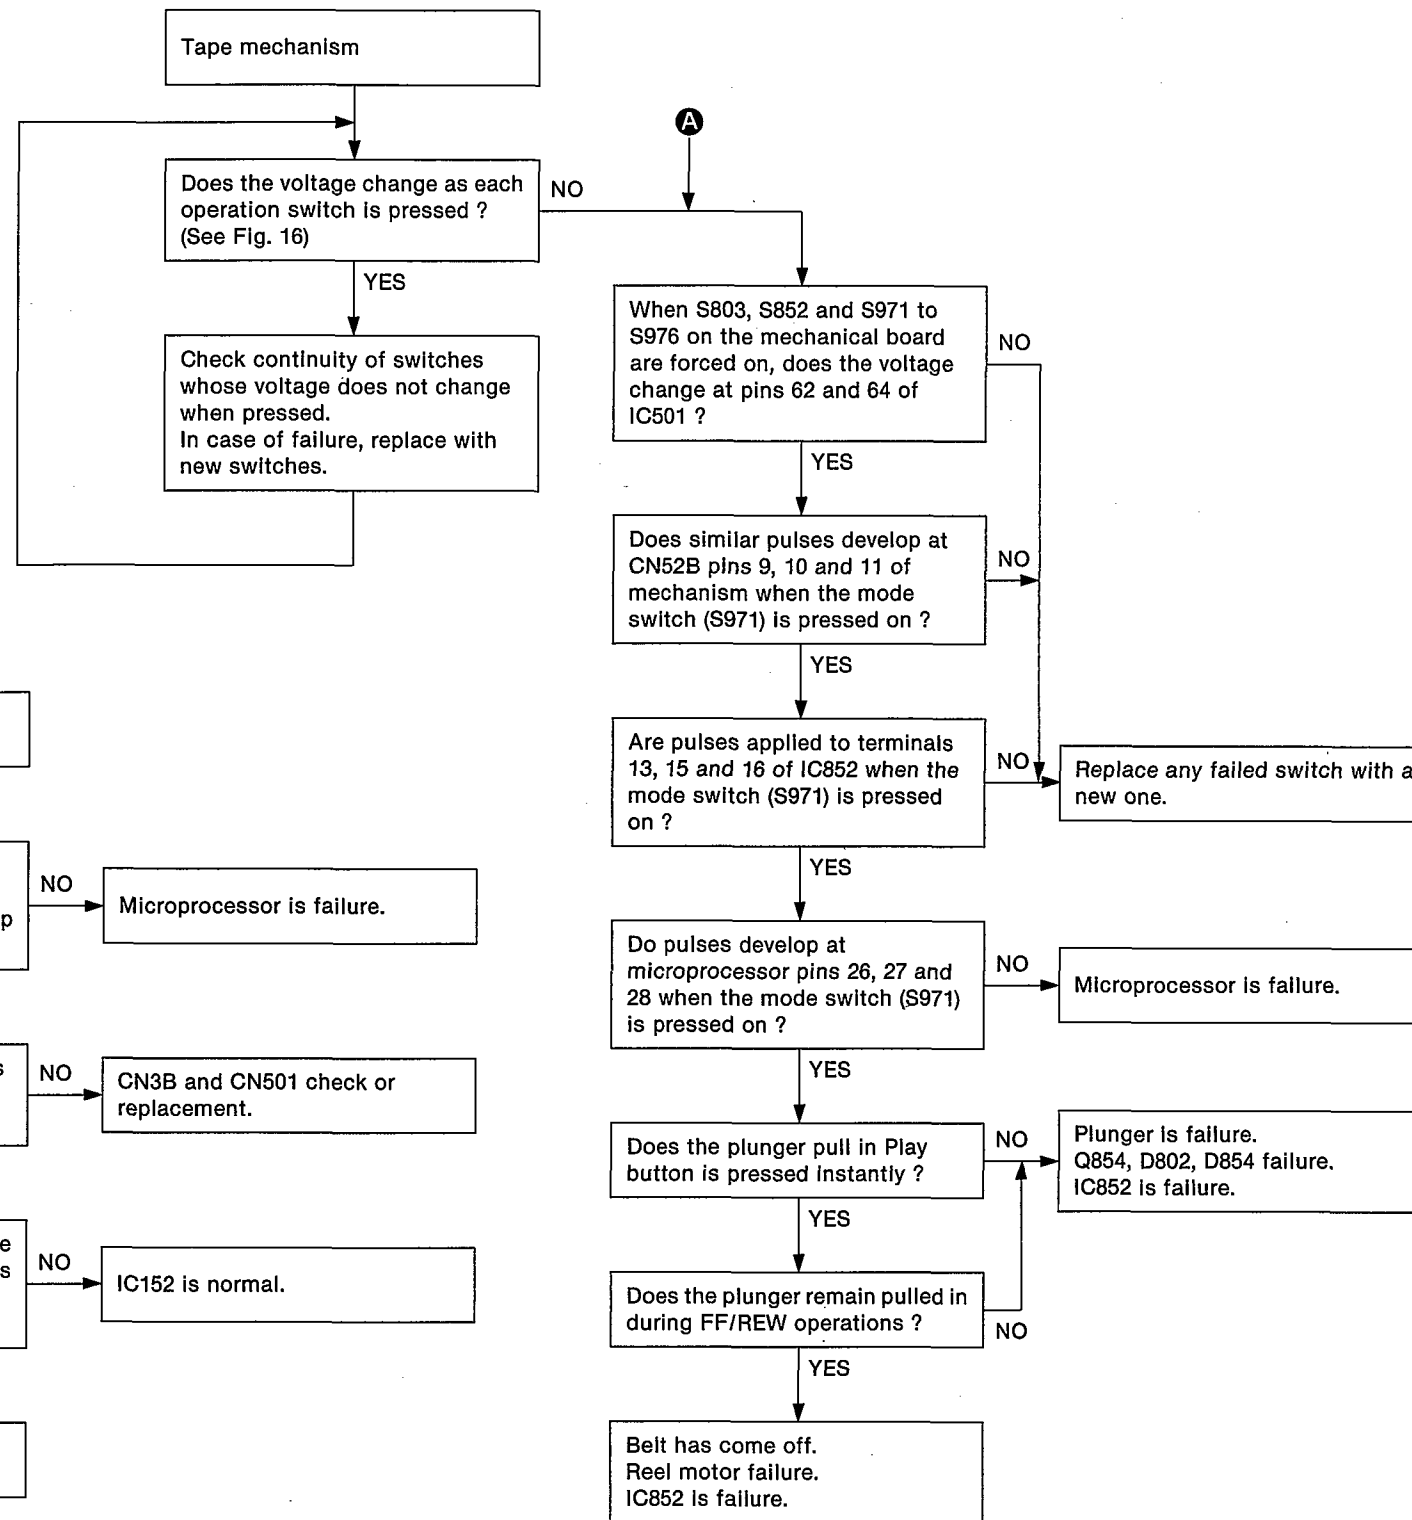 Tape mechanism
A
Does the voltage change as each
operation switch is pressed ?
(See Fig. 16)
NO
YES
Check continuity of switches
whose voltage does not change
when pressed.
In case of failure, replace with
new switches.
When S803, S852 and S971 to
S976 on the mechanical board
are forced on, does the voltage
change at pins 62 and 64 of
IC501 ?
NO
YES
Does similar pulses develop at
CN52B pins 9, 10 and 11 of
mechanism when the mode
switch (S971) is pressed on ?
NO
YES
Are pulses applied to terminals
13, 15 and 16 of IC852 when the
mode switch (S971) is pressed
on ?
NO
Replace any failed switch with a
new one.
YES
p
NO
Microprocessor is failure.
Do pulses develop at
microprocessor pins 26, 27 and
28 when the mode switch (S971)
is pressed on ?
NO
Microprocessor is failure.
YES
s
NO
CN3B and CN501 check or
replacement.
Does the plunger pull in Play
button is pressed instantly ?
NO
Plunger is failure.
Q854, D802, D854 failure.
IC852 is failure.
YES
e
s
NO
IC152 is normal.
Does the plunger remain pulled in
during FF/REW operations ?
NO
YES
Belt has come off.
Reel motor failure.
IC852 is failure.